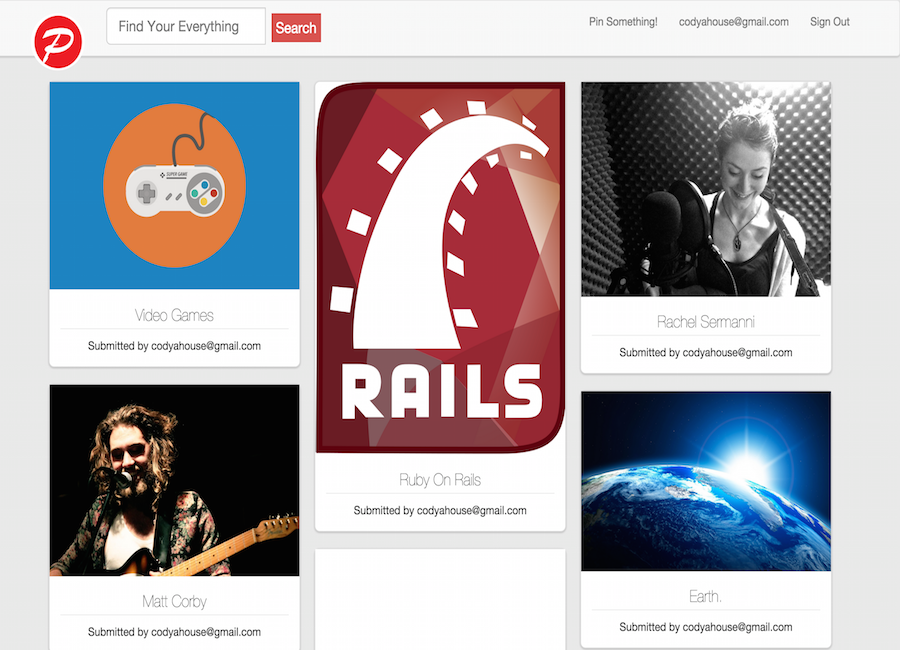 P
Find Your Everything
Search
Pin Something!
codyahouse@gmail.com
Sign Out
SUPER GAME
Video Games
Submitted by codyahouse@gmail.com
RAILS
Ruby On Rails
Submitted by codyahouse@gmail.com
Rachel Sermanni
Submitted by codyahouse@gmail.com
Matt Corby
Submitted by codyahouse@gmail.com
Earth.
Submitted by codyahouse@gmail.com